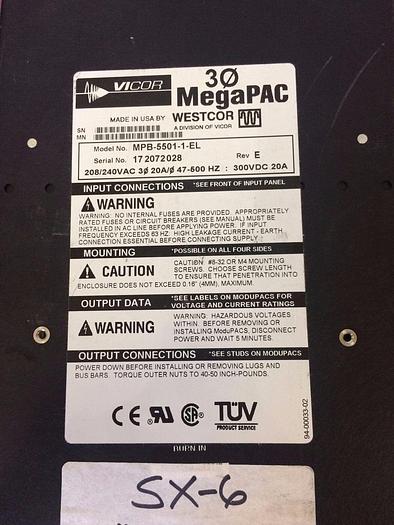 VICOR
3Ø
MegaPAC
MADE IN USA BY WESTCOR
A DIVISION OF VICOR
SN
MN
Model No. MPB-5501-1-EL
Serial No. 172072028 Rev E
208/240VAC 3Ø 20A/Ø 47-500 HZ : 300VDC 20A
INPUT CONNECTIONS *SEE FRONT OF INPUT PANEL
WARNING
WARNING: NO INTERNAL FUSES ARE PROVIDED. APPROPRIATELY
RATED FUSES OR CIRCUIT BREAKERS (SEE MANUAL) MUST BE
INSTALLED IN AC LINE BEFORE APPLYING POWER. IF INPUT
FREQUENCY EXCEEDS 63 HZ: HIGH LEAKAGE CURRENT - EARTH
CONNECTION ESSENTIAL BEFORE CONNECTING SUPPLY.
MOUNTING *POSSIBLE ON ALL FOUR SIDES
CAUTION
CAUTION: #8-32 OR M4 MOUNTING
SCREWS. CHOOSE SCREW LENGTH
TO ENSURE THAT PENETRATION INTO
ENCLOSURE DOES NOT EXCEED 0.16" (4MM), MAXIMUM.
OUTPUT DATA *SEE LABELS ON MODUPACS FOR
VOLTAGE AND CURRENT RATINGS
WARNING
WARNING: HAZARDOUS VOLTAGES
WITHIN. BEFORE REMOVING OR
INSTALLING ModuPACS, DISCONNECT
POWER AND WAIT 5 MINUTES.
OUTPUT CONNECTIONS *SEE STUDS ON MODUPACS
POWER DOWN BEFORE INSTALLING OR REMOVING LUGS AND
BUS BARS. TORQUE OUTER NUTS TO 40-50 INCH-POUNDS.
CE RU SA TÜV
PRODUCT SERVICE
94-00033-02
BURN IN
SX-6